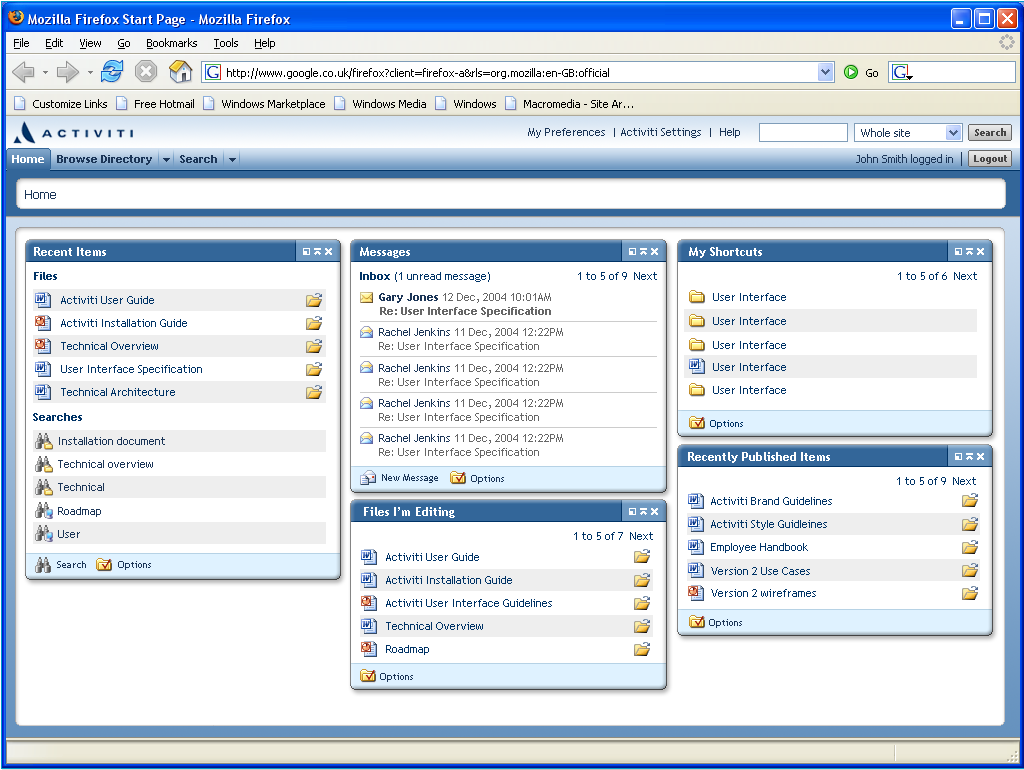 Mozilla Firefox Start Page - Mozilla Firefox
File Edit View Go Bookmarks Tools Help
http://www.google.co.uk/firefox?client=firefox-a&rls=org.mozilla:en-GB:official Go G
Customize Links Free Hotmail Windows Marketplace Windows Media Windows Macromedia - Site Ar...
ACTIVITI My Preferences | Activiti Settings | Help Whole site Search
Home Browse Directory Search John Smith logged in | Logout
Home
Recent Items
Files
Activiti User Guide
Activiti Installation Guide
Technical Overview
User Interface Specification
Technical Architecture
Searches
Installation document
Technical overview
Technical
Roadmap
User
Search Options
Messages
Inbox (1 unread message) 1 to 5 of 9 Next
Gary Jones 12 Dec, 2004 10:01AM
Re: User Interface Specification
Rachel Jenkins 11 Dec, 2004 12:22PM
Re: User Interface Specification
Rachel Jenkins 11 Dec, 2004 12:22PM
Re: User Interface Specification
Rachel Jenkins 11 Dec, 2004 12:22PM
Re: User Interface Specification
Rachel Jenkins 11 Dec, 2004 12:22PM
Re: User Interface Specification
New Message Options
Files I'm Editing
1 to 5 of 7 Next
Activiti User Guide
Activiti Installation Guide
Activiti User Interface Guidelines
Technical Overview
Roadmap
Options
My Shortcuts
1 to 5 of 6 Next
User Interface
User Interface
User Interface
User Interface
User Interface
Options
Recently Published Items
1 to 5 of 9 Next
Activiti Brand Guidelines
Activiti Style Guidleines
Employee Handbook
Version 2 Use Cases
Version 2 wireframes
Options